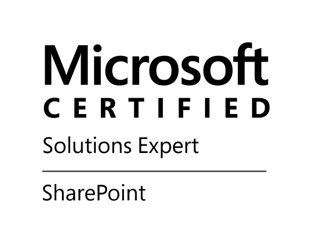 Microsoft
CERTIFIED
Solutions Expert
SharePoint